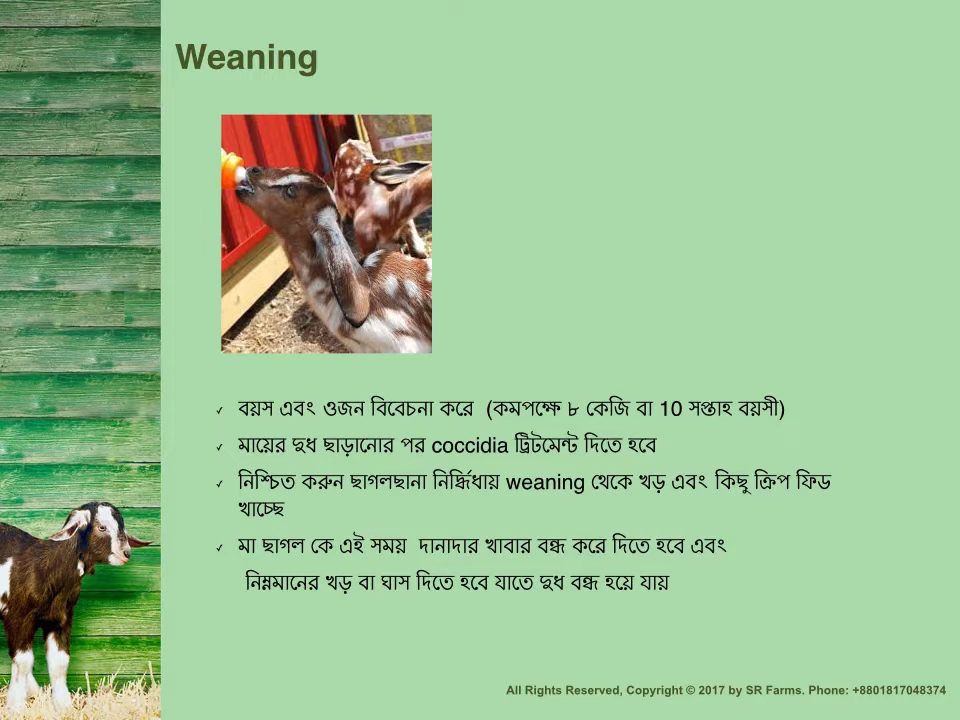 Weaning
✓ বয়স এবং ওজন বিবেচনা করে (কমপক্ষে ৮ কেজি বা 10 সপ্তাহ বয়সী)
✓ মায়ের দুধ ছাড়ানোর পর coccidia ট্রিটমেন্ট দিতে হবে
✓ নিশ্চিত করুন ছাগলছানা নির্দ্বিধায় weaning থেকে খড় এবং কিছু ক্রিপ ফিড
খাচ্ছে
✓ মা ছাগল কে এই সময় দানাদার খাবার বন্ধ করে দিতে হবে এবং
নিম্নমানের খড় বা ঘাস দিতে হবে যাতে দুধ বন্ধ হয়ে যায়
All Rights Reserved, Copyright © 2017 by SR Farms. Phone: +8801817048374